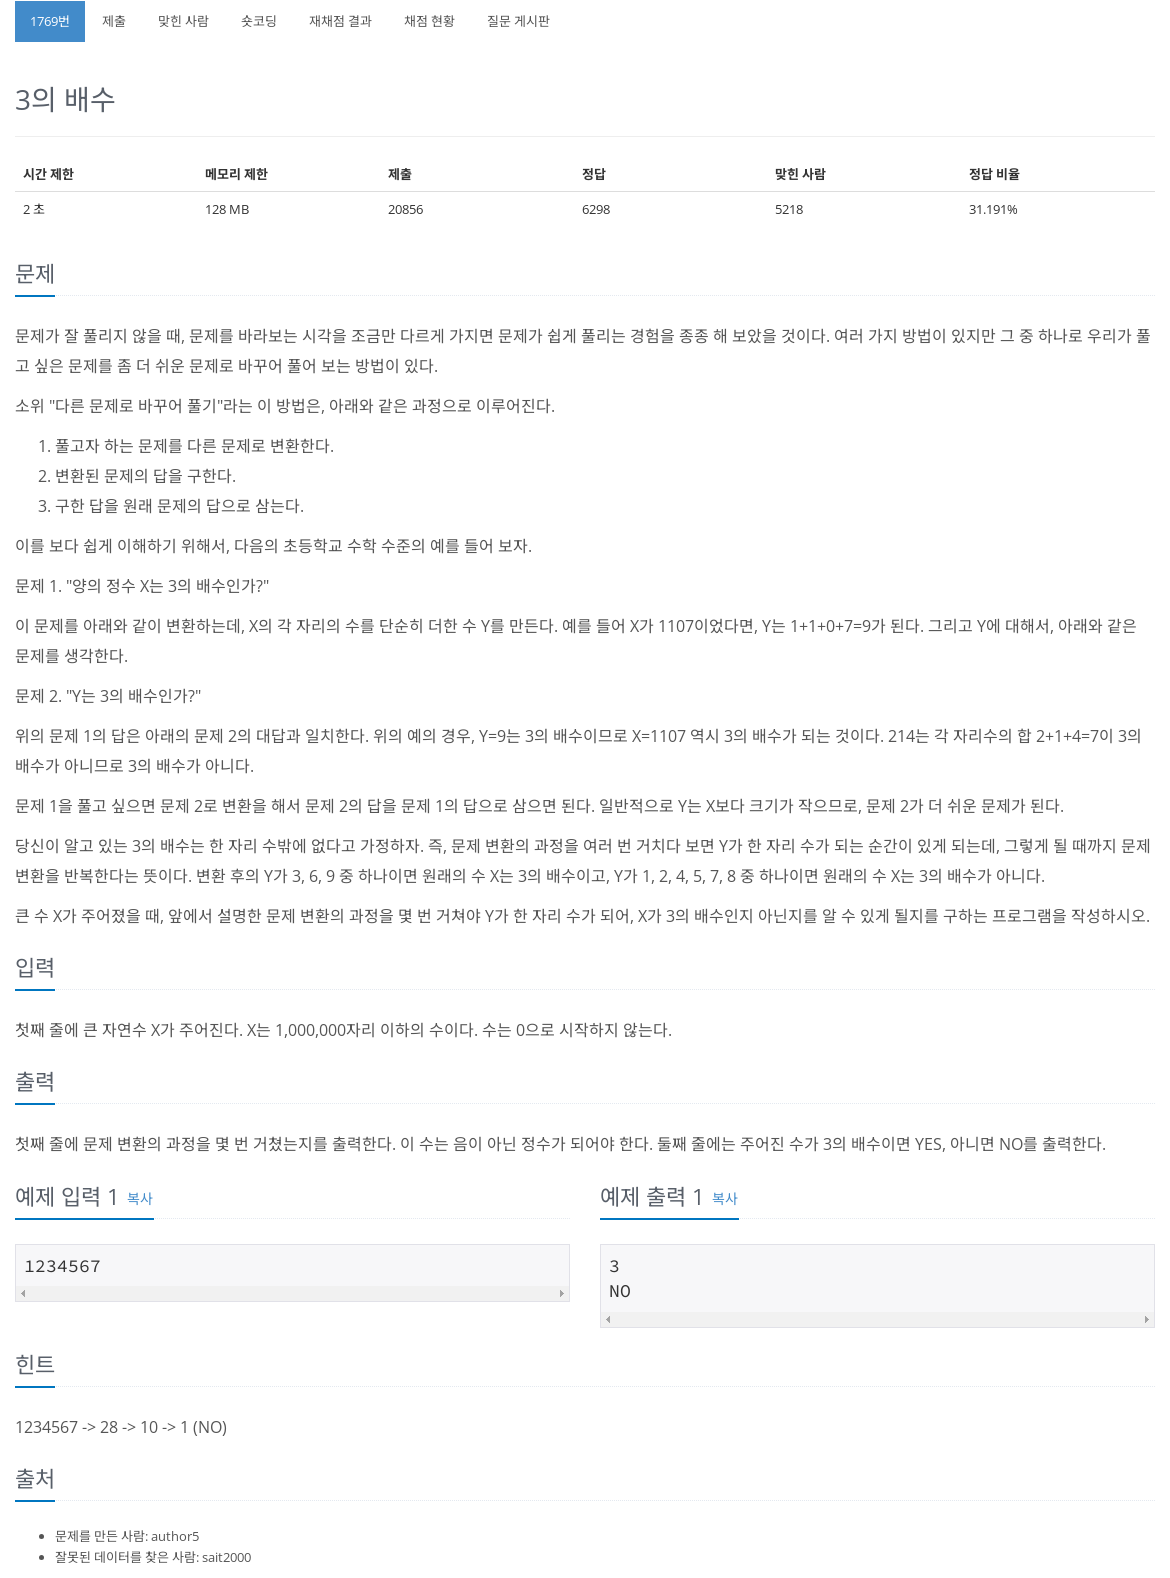 1769번 제출 맞힌 사람 숏코딩 재채점 결과 채점 현황 질문 게시판
3의 배수
시간 제한 메모리 제한 제출 정답 맞힌 사람 정답 비율
2 초 128 MB 20856 6298 5218 31.191%
문제
문제가 잘 풀리지 않을 때, 문제를 바라보는 시각을 조금만 다르게 가지면 문제가 쉽게 풀리는 경험을 종종 해 보았을 것이다. 여러 가지 방법이 있지만 그 중 하나로 우리가 풀
고 싶은 문제를 좀 더 쉬운 문제로 바꾸어 풀어 보는 방법이 있다.
소위 "다른 문제로 바꾸어 풀기"라는 이 방법은, 아래와 같은 과정으로 이루어진다.
1. 풀고자 하는 문제를 다른 문제로 변환한다.
2. 변환된 문제의 답을 구한다.
3. 구한 답을 원래 문제의 답으로 삼는다.
이를 보다 쉽게 이해하기 위해서, 다음의 초등학교 수학 수준의 예를 들어 보자.
문제 1. "양의 정수 X는 3의 배수인가?"
이 문제를 아래와 같이 변환하는데, X의 각 자리의 수를 단순히 더한 수 Y를 만든다. 예를 들어 X가 1107이었다면, Y는 1+1+0+7=9가 된다. 그리고 Y에 대해서, 아래와 같은
문제를 생각한다.
문제 2. "Y는 3의 배수인가?"
위의 문제 1의 답은 아래의 문제 2의 대답과 일치한다. 위의 예의 경우, Y=9는 3의 배수이므로 X=1107 역시 3의 배수가 되는 것이다. 214는 각 자리수의 합 2+1+4=7이 3의
배수가 아니므로 3의 배수가 아니다.
문제 1을 풀고 싶으면 문제 2로 변환을 해서 문제 2의 답을 문제 1의 답으로 삼으면 된다. 일반적으로 Y는 X보다 크기가 작으므로, 문제 2가 더 쉬운 문제가 된다.
당신이 알고 있는 3의 배수는 한 자리 수밖에 없다고 가정하자. 즉, 문제 변환의 과정을 여러 번 거치다 보면 Y가 한 자리 수가 되는 순간이 있게 되는데, 그렇게 될 때까지 문제
변환을 반복한다는 뜻이다. 변환 후의 Y가 3, 6, 9 중 하나이면 원래의 수 X는 3의 배수이고, Y가 1, 2, 4, 5, 7, 8 중 하나이면 원래의 수 X는 3의 배수가 아니다.
큰 수 X가 주어졌을 때, 앞에서 설명한 문제 변환의 과정을 몇 번 거쳐야 Y가 한 자리 수가 되어, X가 3의 배수인지 아닌지를 알 수 있게 될지를 구하는 프로그램을 작성하시오.
입력
첫째 줄에 큰 자연수 X가 주어진다. X는 1,000,000자리 이하의 수이다. 수는 0으로 시작하지 않는다.
출력
첫째 줄에 문제 변환의 과정을 몇 번 거쳤는지를 출력한다. 이 수는 음이 아닌 정수가 되어야 한다. 둘째 줄에는 주어진 수가 3의 배수이면 YES, 아니면 NO를 출력한다.
예제 입력 1 복사
1234567
예제 출력 1 복사
3
NO
힌트
1234567 -> 28 -> 10 -> 1 (NO)
출처
문제를 만든 사람: author5
잘못된 데이터를 찾은 사람: sait2000